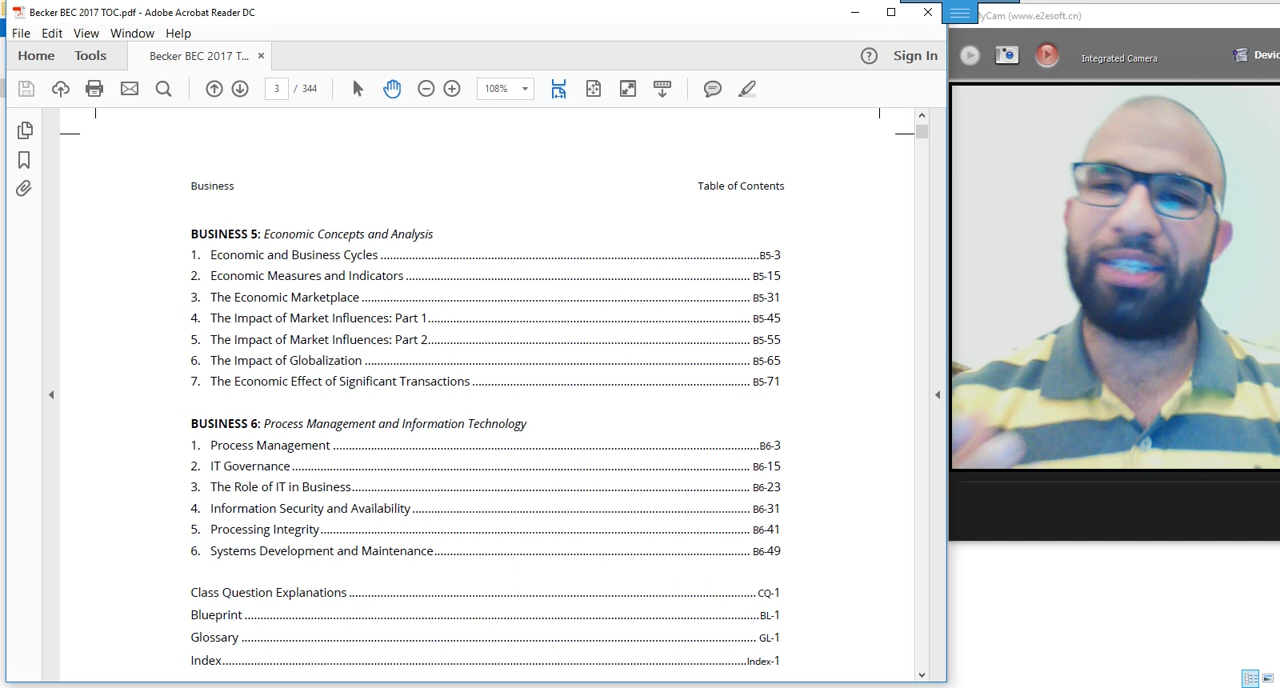 Becker BEC 2017 TOC.pdf - Adobe Acrobat Reader DC
File Edit View Window Help
Home Tools Becker BEC 2017 T... × Sign In
3 / 344 108%
Business Table of Contents
BUSINESS 5: Economic Concepts and Analysis
1. Economic and Business Cycles B5-3
2. Economic Measures and Indicators B5-15
3. The Economic Marketplace B5-31
4. The Impact of Market Influences: Part 1 B5-45
5. The Impact of Market Influences: Part 2 B5-55
6. The Impact of Globalization B5-65
7. The Economic Effect of Significant Transactions B5-71
BUSINESS 6: Process Management and Information Technology
1. Process Management B6-3
2. IT Governance B6-15
3. The Role of IT in Business B6-23
4. Information Security and Availability B6-31
5. Processing Integrity B6-41
6. Systems Development and Maintenance B6-49
Class Question Explanations CQ-1
Blueprint BL-1
Glossary GL-1
Index Index-1
yCam (www.e2esoft.cn)
Integrated Camera
Devic